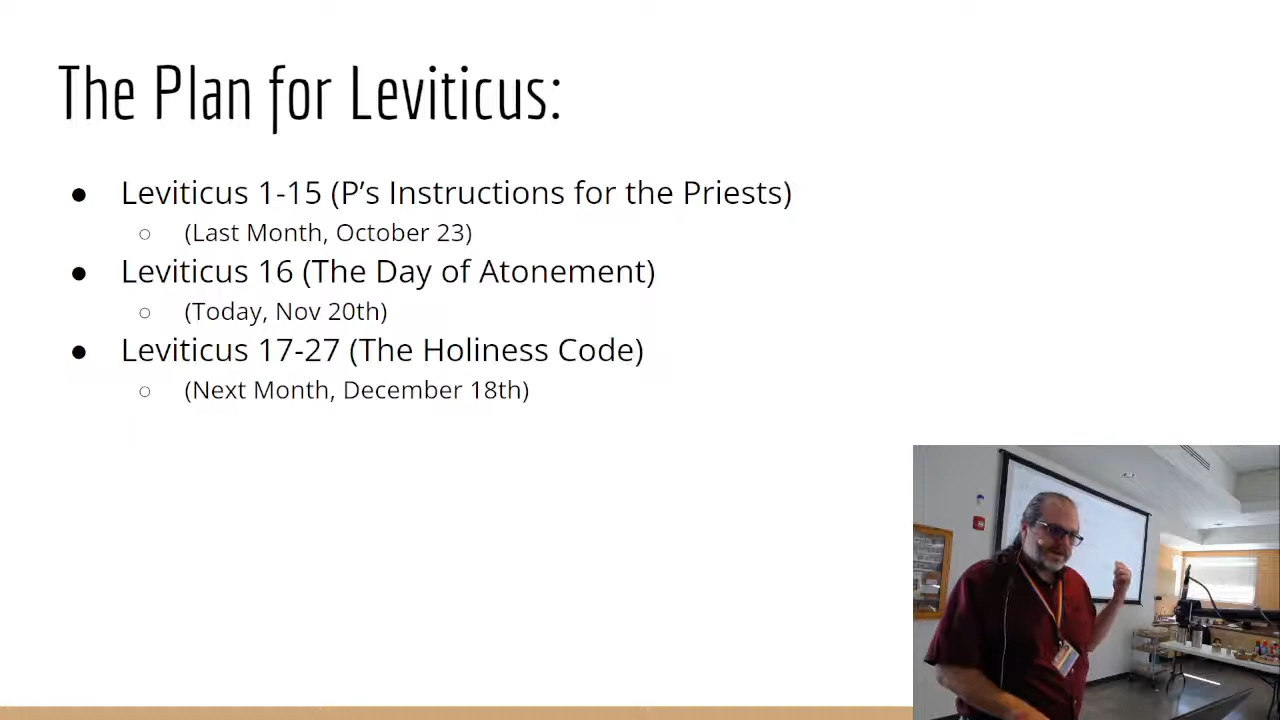 The Plan for Leviticus:
● Leviticus 1-15 (P’s Instructions for the Priests)
○ (Last Month, October 23)
● Leviticus 16 (The Day of Atonement)
○ (Today, Nov 20th)
● Leviticus 17-27 (The Holiness Code)
○ (Next Month, December 18th)